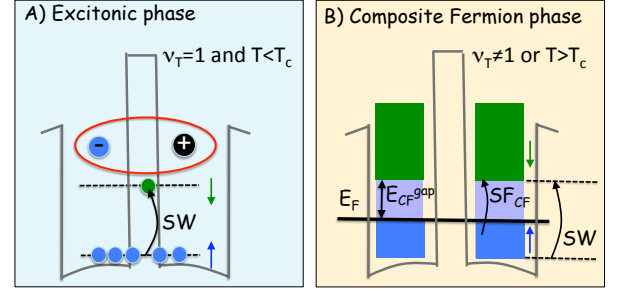 A) Excitonic phase
νT=1 and T<Tc
-
+
SW
B) Composite Fermion phase
νT≠1 or T>Tc
EF
ECFgap
SFCF
SW